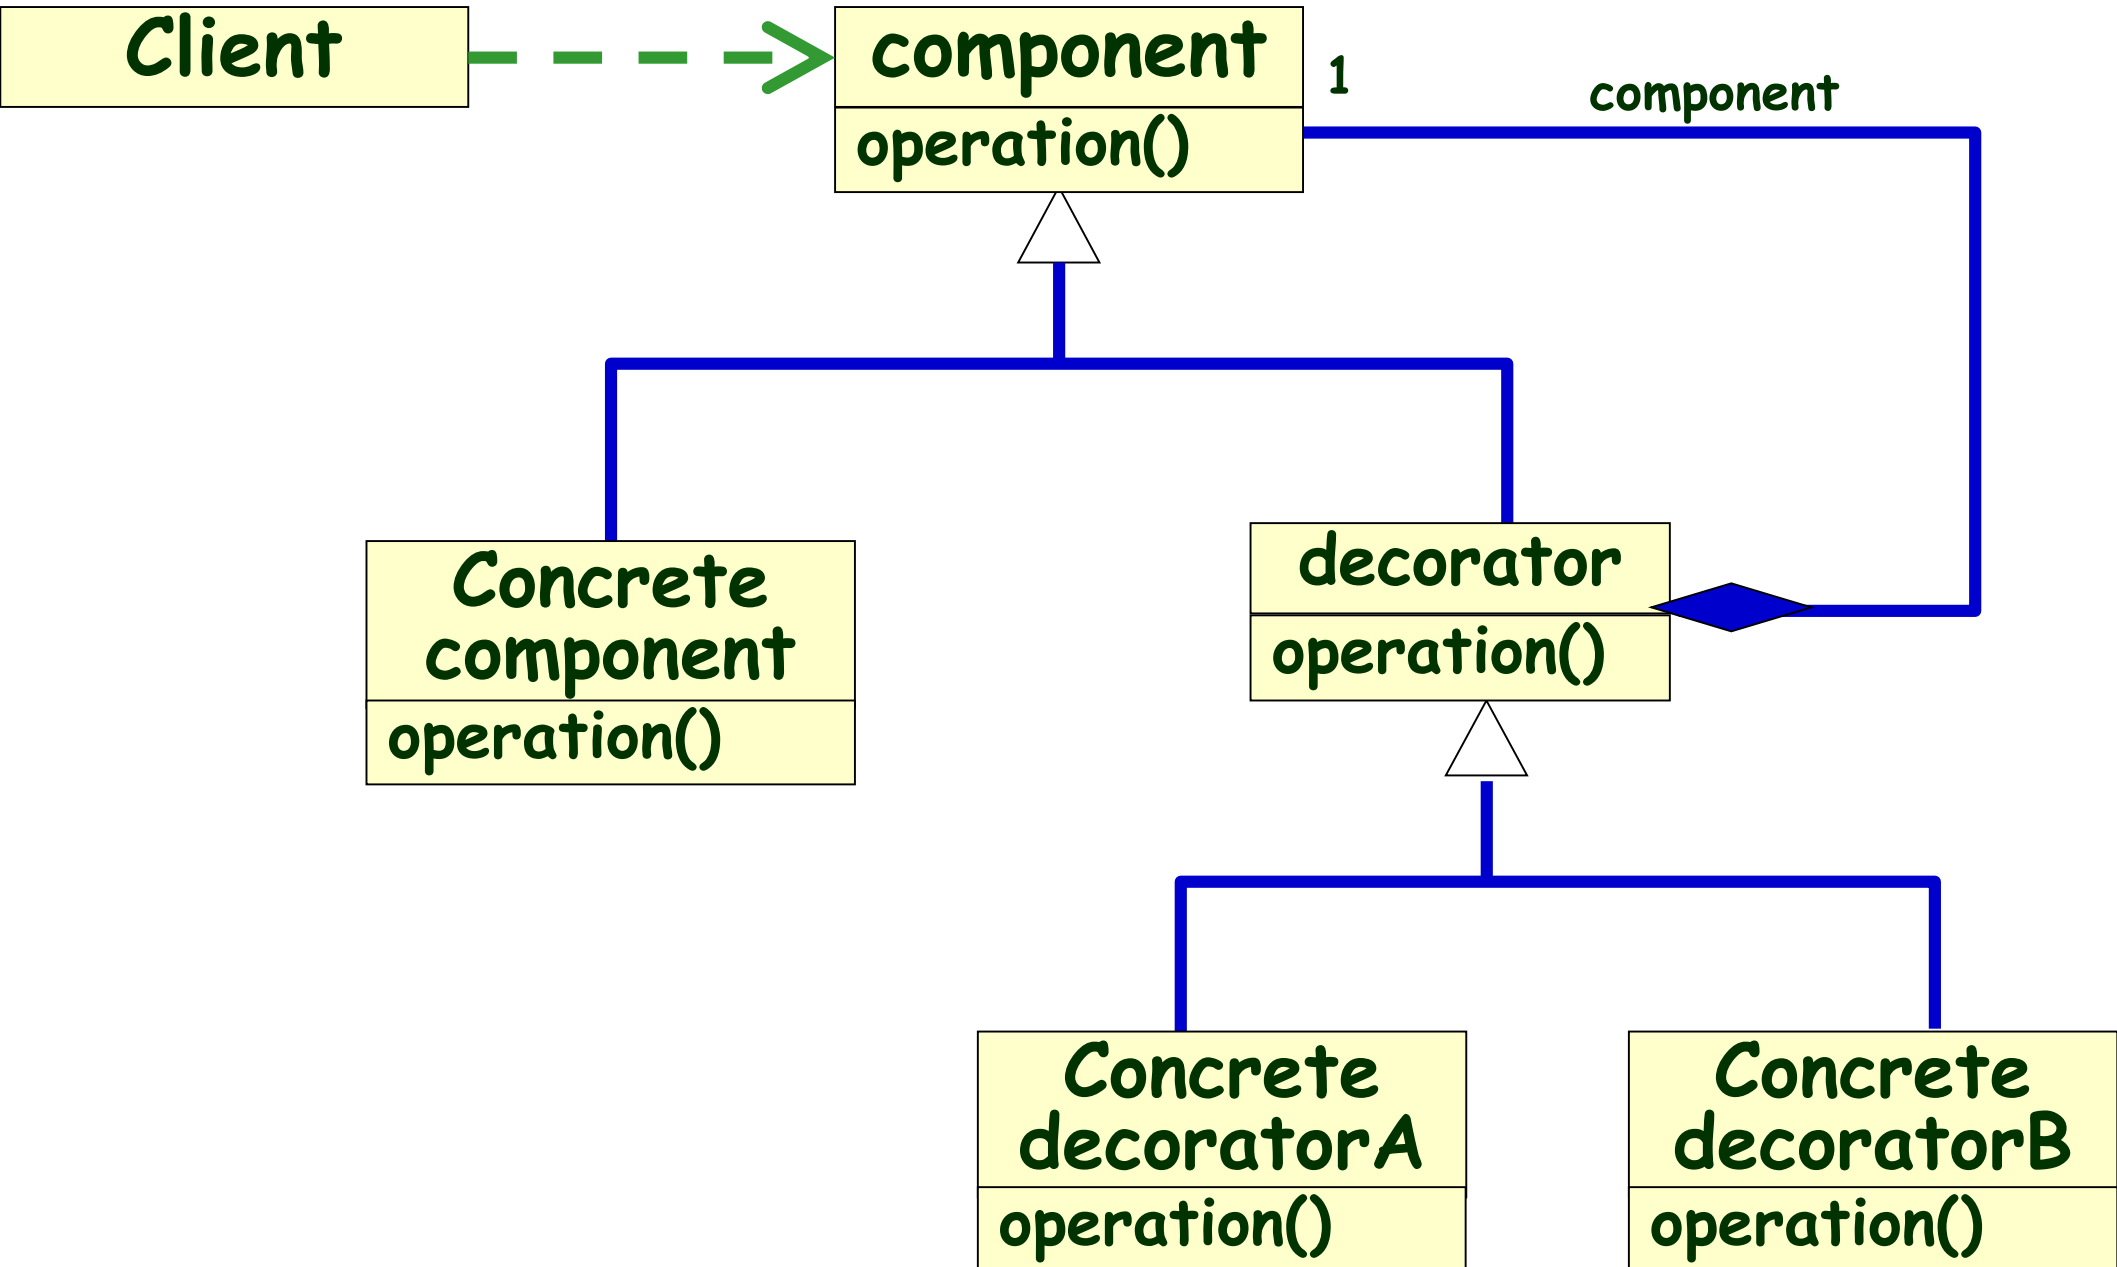 Client
component
operation()
1
component
Concrete
component
operation()
decorator
operation()
Concrete
decoratorA
operation()
Concrete
decoratorB
operation()